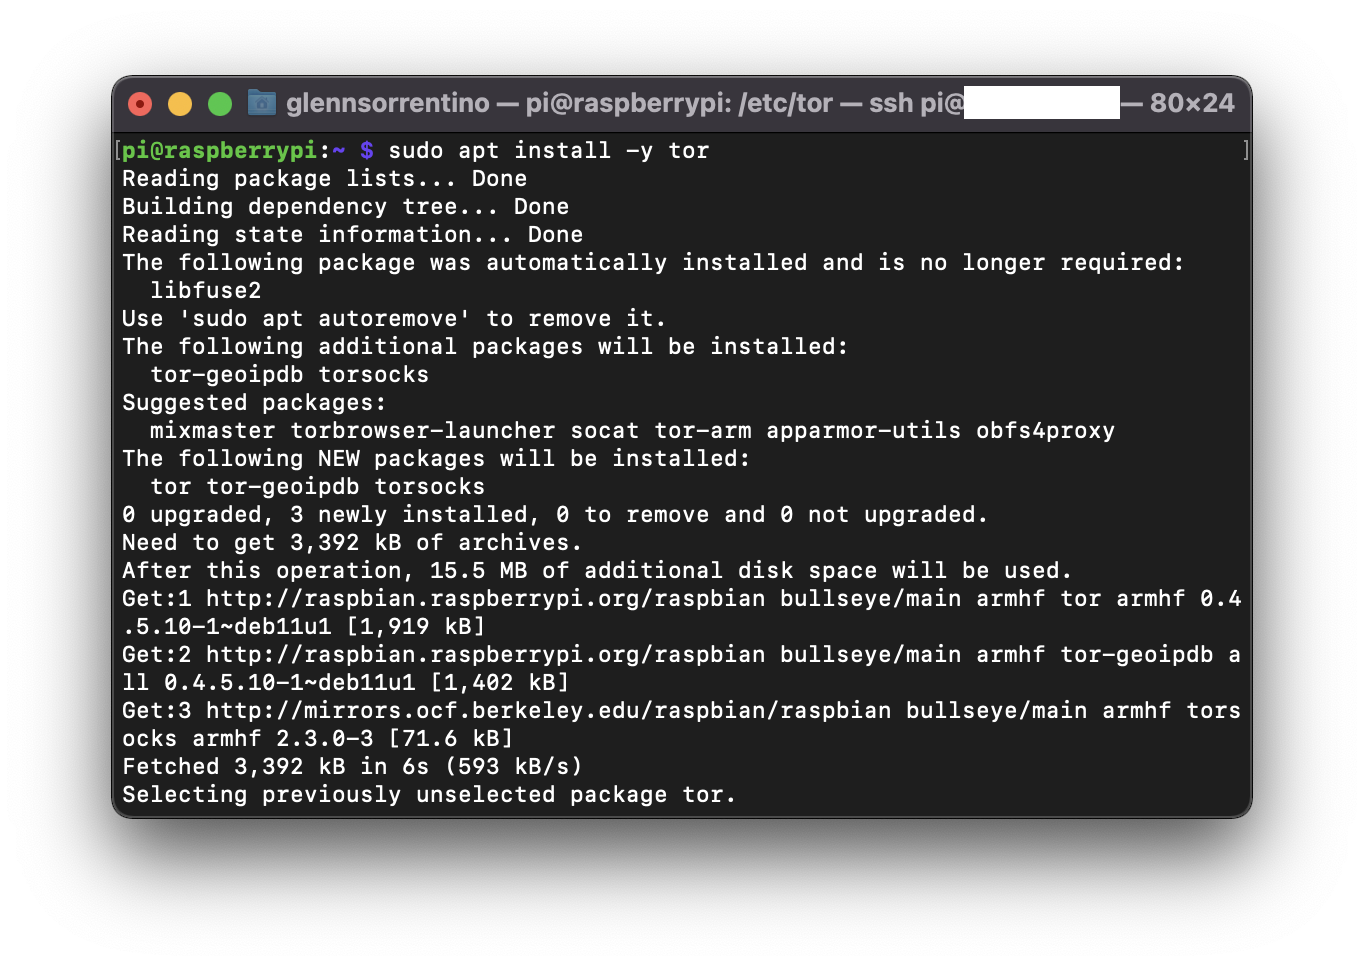 glennsorrentino — pi@raspberrypi: /etc/tor — ssh pi@ — 80×24
[pi@raspberrypi:~ $ sudo apt install -y tor ]
Reading package lists... Done
Building dependency tree... Done
Reading state information... Done
The following package was automatically installed and is no longer required:
  libfuse2
Use 'sudo apt autoremove' to remove it.
The following additional packages will be installed:
  tor-geoipdb torsocks
Suggested packages:
  mixmaster torbrowser-launcher socat tor-arm apparmor-utils obfs4proxy
The following NEW packages will be installed:
  tor tor-geoipdb torsocks
0 upgraded, 3 newly installed, 0 to remove and 0 not upgraded.
Need to get 3,392 kB of archives.
After this operation, 15.5 MB of additional disk space will be used.
Get:1 http://raspbian.raspberrypi.org/raspbian bullseye/main armhf tor armhf 0.4
.5.10-1~deb11u1 [1,919 kB]
Get:2 http://raspbian.raspberrypi.org/raspbian bullseye/main armhf tor-geoipdb a
ll 0.4.5.10-1~deb11u1 [1,402 kB]
Get:3 http://mirrors.ocf.berkeley.edu/raspbian/raspbian bullseye/main armhf tors
ocks armhf 2.3.0-3 [71.6 kB]
Fetched 3,392 kB in 6s (593 kB/s)
Selecting previously unselected package tor.